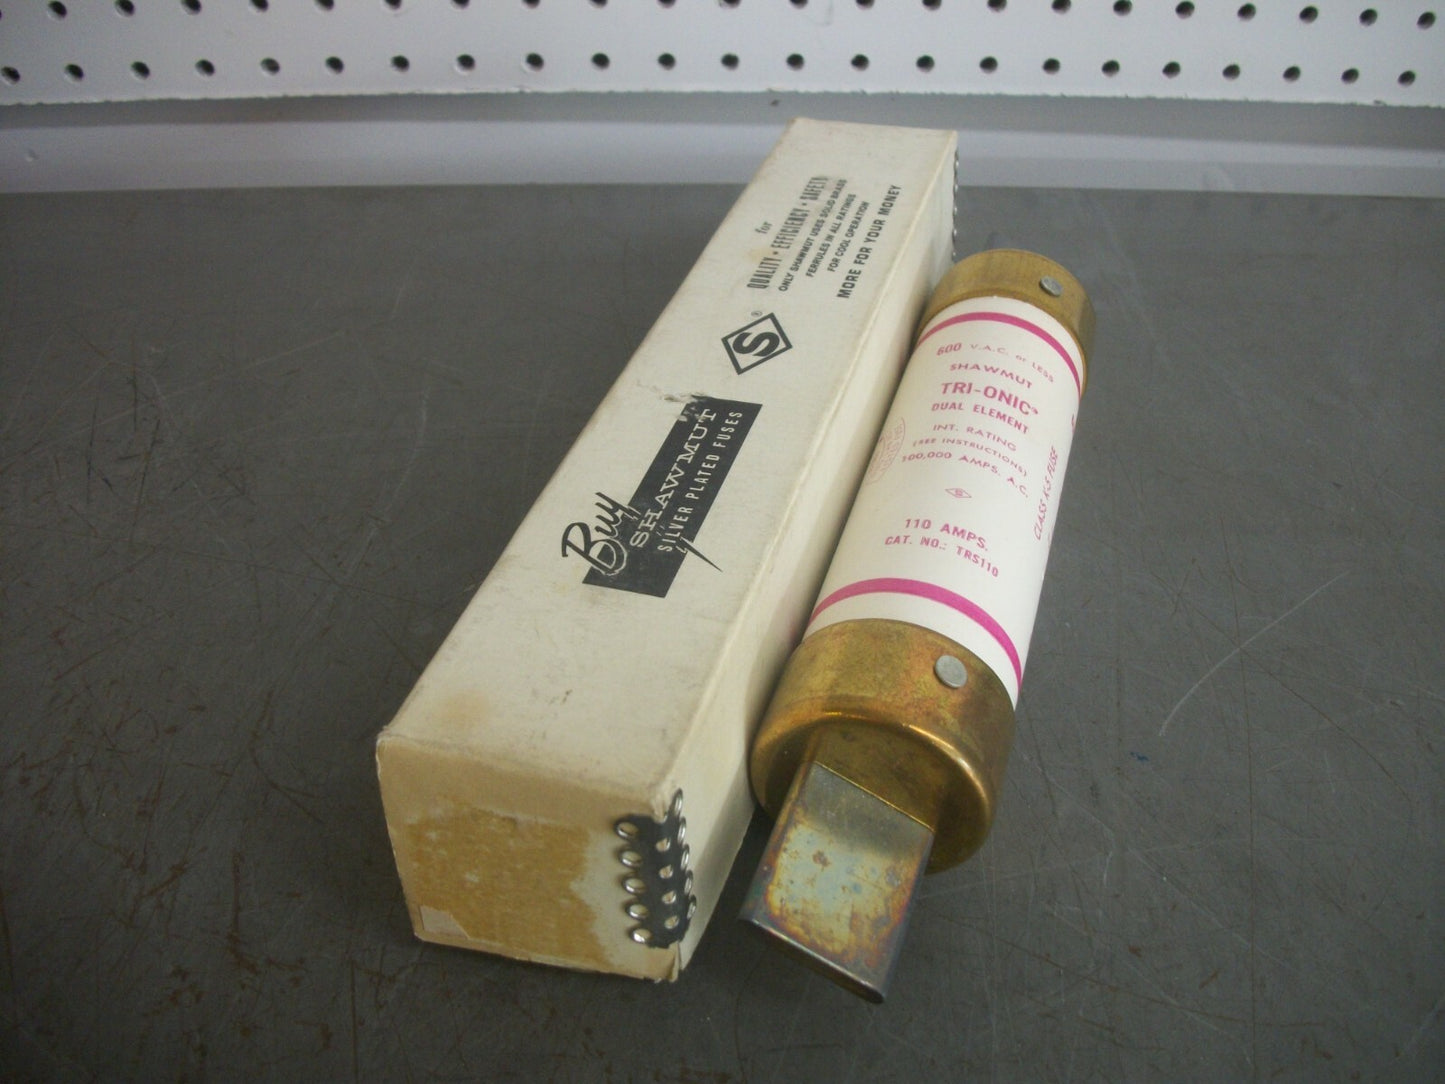 for
QUALITY • EFFICIENCY • SAFETY
ONLY SHAWMUT USES SOLID BRASS
FERRULES IN ALL RATINGS
FOR COOL OPERATION
MORE FOR YOUR MONEY
S ®
Buy
SHAWMUT
SILVER PLATED FUSES
600 V.A.C. or LESS
SHAWMUT
TRI-ONIC
DUAL ELEMENT
INT. RATING
(SEE INSTRUCTIONS)
200,000 AMPS. A.C.
S
110 AMPS.
CAT. NO.: TRS110
CLASS K-5 FUSE